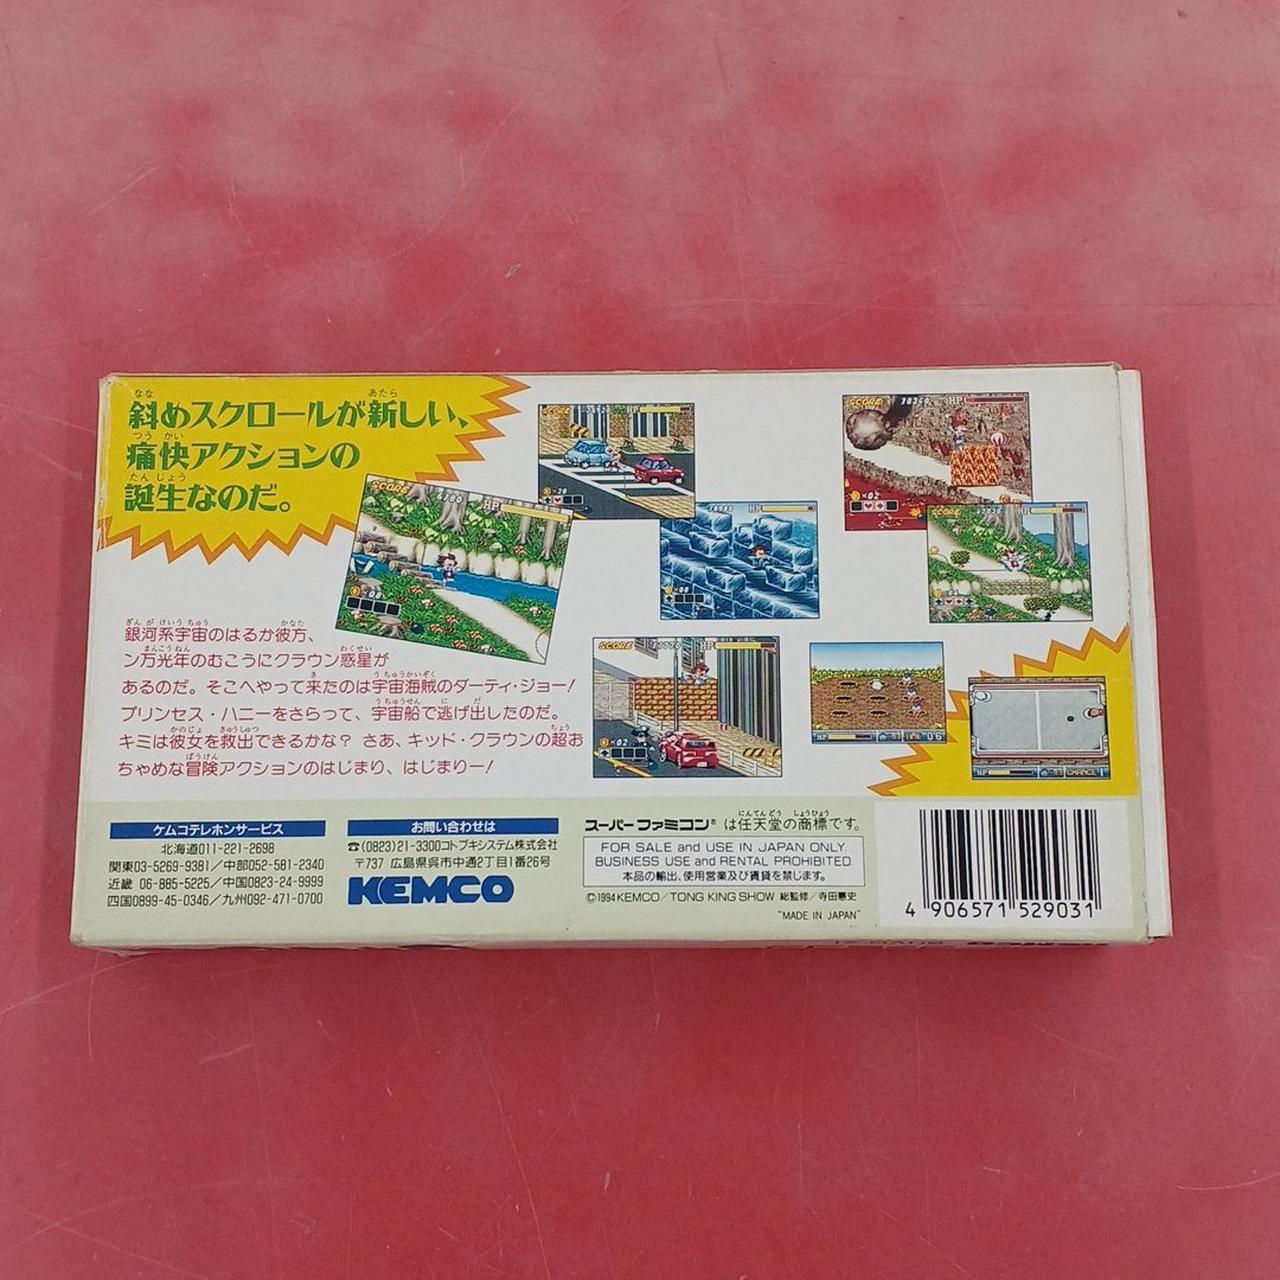 斜めスクロールが新しい、
痛快アクションの
誕生なのだ。
銀河系宇宙のはるか彼方、
ン万光年のむこうにクラウン惑星が
あるのだ。そこへやって来たのは宇宙海賊のダーティ・ジョー!
プリンセス・ハニーをさらって、宇宙船で逃げ出したのだ。
キミは彼女を救出できるかな? さあ、キッド・クラウンの超お
ちゃめな冒険アクションのはじまり、はじまりー!
ケムコテレホンサービス
北海道011-221-2698
関東03-5269-9381/中部052-581-2340
近畿 06-885-5225/中国0823-24-9999
四国0899-45-0346/九州092-471-0700
お問い合わせは
☎(0823)21-3300コトブキシステム株式会社
〒737 広島県呉市中通2丁目1番26号
KEMCO
スーパーファミコン® は任天堂の商標です。
FOR SALE and USE IN JAPAN ONLY.
BUSINESS USE and RENTAL PROHIBITED.
本品の輸出、使用営業及び賃貸を禁じます。
©1994 KEMCO/TONG KING SHOW 総監修/寺田憲史
"MADE IN JAPAN"
4 906571 529031